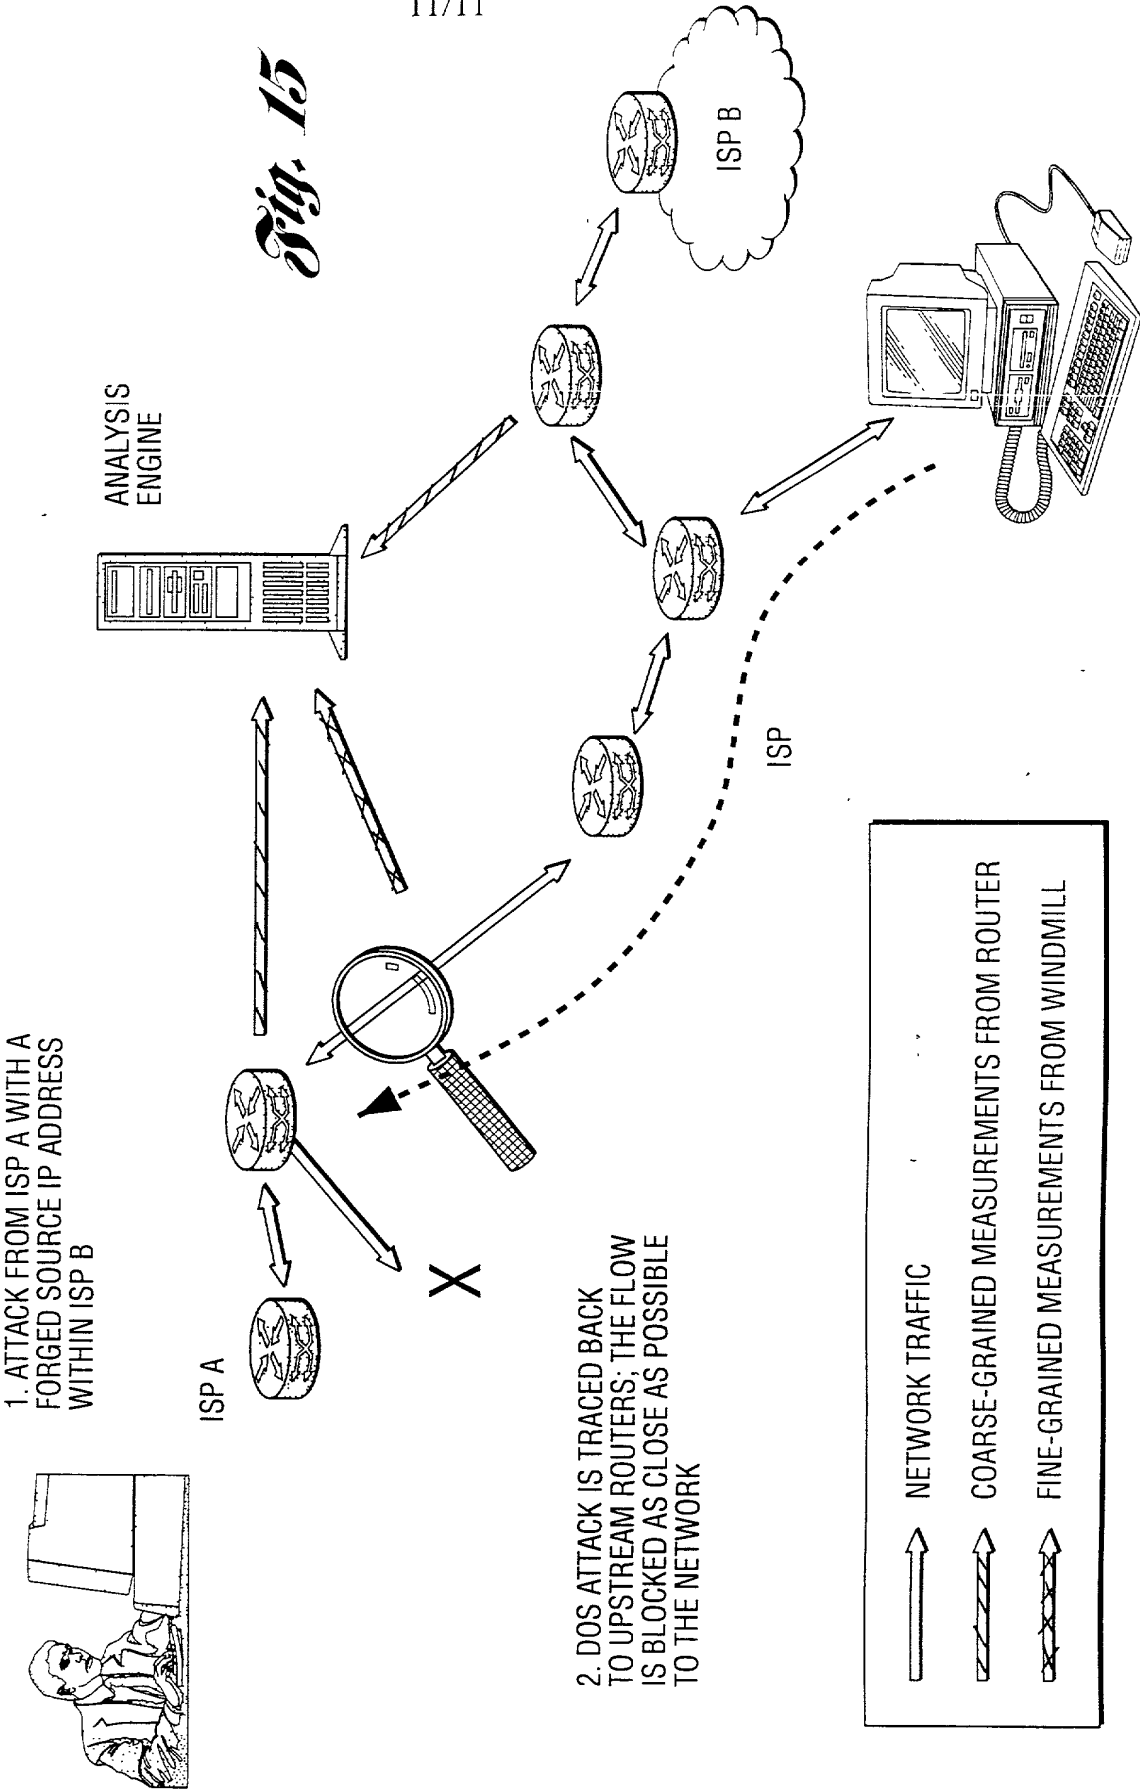 11/11
Fig. 15
1. ATTACK FROM ISP A WITH A
FORGED SOURCE IP ADDRESS
WITHIN ISP B
ANALYSIS
ENGINE
ISP A
X
ISP B
ISP
2. DOS ATTACK IS TRACED BACK
TO UPSTREAM ROUTERS; THE FLOW
IS BLOCKED AS CLOSE AS POSSIBLE
TO THE NETWORK
NETWORK TRAFFIC
COARSE-GRAINED MEASUREMENTS FROM ROUTER
FINE-GRAINED MEASUREMENTS FROM WINDMILL